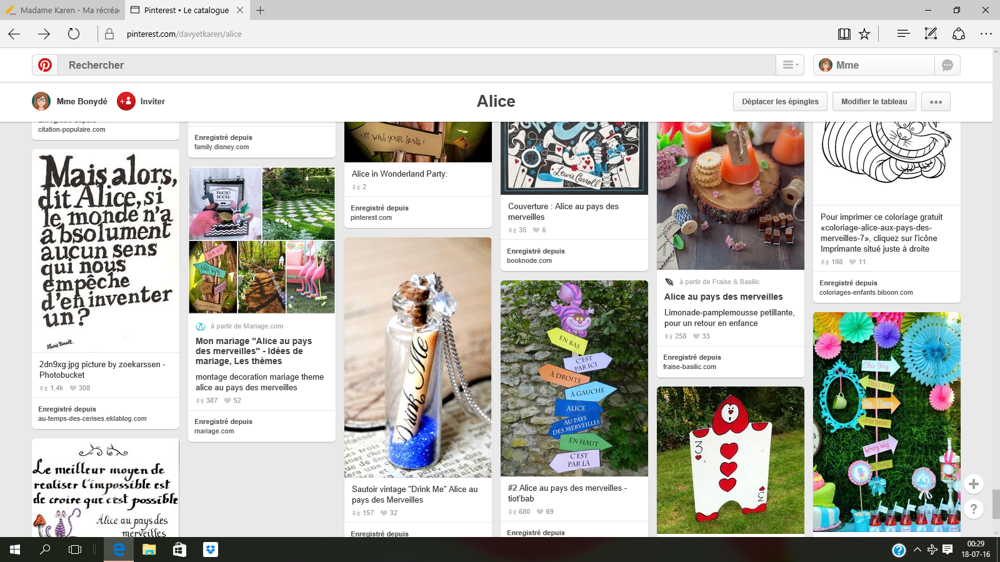 Madame Karen - Ma récréa
Pinterest • Le catalogue
pinterest.com/davyetkaren/alice
Rechercher
Mme
Mme Bonydé
Inviter
Alice
Déplacer les épingles
Modifier le tableau
citation-populaire.com
Mais alors,
dit Alice, si
le monde n'a
absolument
aucun sens
qui nous
empêche
d'en inventer
un?
Lewis Caroll.
2dn9xg.jpg picture by zoekarssen -
Photobucket
1,4k 308
Enregistré depuis
au-temps-des-cerises.eklablog.com
Le meilleur moyen de
realiser l'impossible est
de croire que c'est possible
Alice au pays des
merveilles
Enregistré depuis
family.disney.com
PHOTO
BOOTH
à partir de Mariage.com
Mon mariage "Alice au pays
des merveilles" - Idées de
mariage, Les thèmes
montage decoration mariage theme
alice au pays des merveilles
387 52
Enregistré depuis
mariage.com
off With your heads!
Alice in Wonderland Party:
2
Enregistré depuis
pinterest.com
Drink Me
Sautoir vintage "Drink Me" Alice au
pays des Merveilles
157 32
Enregistré depuis
Lewis Carroll
Couverture : Alice au pays des
merveilles
35 6
Enregistré depuis
booknode.com
EN BAS
C'EST
PAR ICI
À DROITE
À GAUCHE
ALICE
AU PAYS
DES MERVEILLES
EN HAUT
C'EST
PAR LÀ
#2 Alice au pays des merveilles -
tiot'bab
680 69
Enregistré depuis
à partir de Fraise & Basilic
Alice au pays des merveilles
Limonade-pamplemousse petillante,
pour un retour en enfance
258 33
Enregistré depuis
fraise-basilic.com
3
3
Pour imprimer ce coloriage gratuit
«coloriage-alice-aux-pays-des-
merveilles-7», cliquez sur l'icône
Imprimante situé juste à droite
198 11
Enregistré depuis
coloriages-enfants.biboon.com
This Way
THAT WAY
Up There
OVER THERE
Wrong Way
Party
+
?
00:29
18-07-16